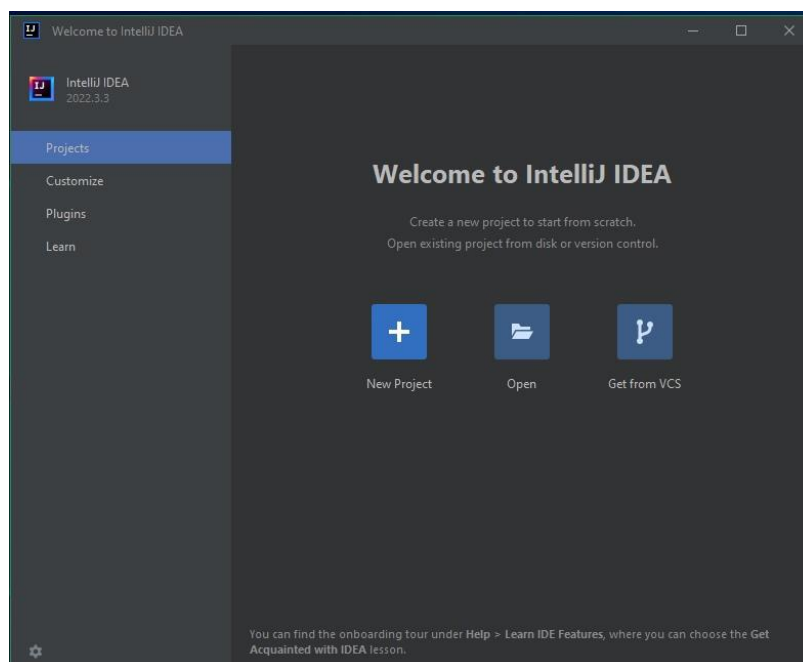 Welcome to IntelliJ IDEA
IntelliJ IDEA
2022.3.3
Projects
Customize
Plugins
Learn
Welcome to IntelliJ IDEA
Create a new project to start from scratch.
Open existing project from disk or version control.
New Project
Open
Get from VCS
You can find the onboarding tour under Help > Learn IDE Features, where you can choose the Get
Acquainted with IDEA lesson.